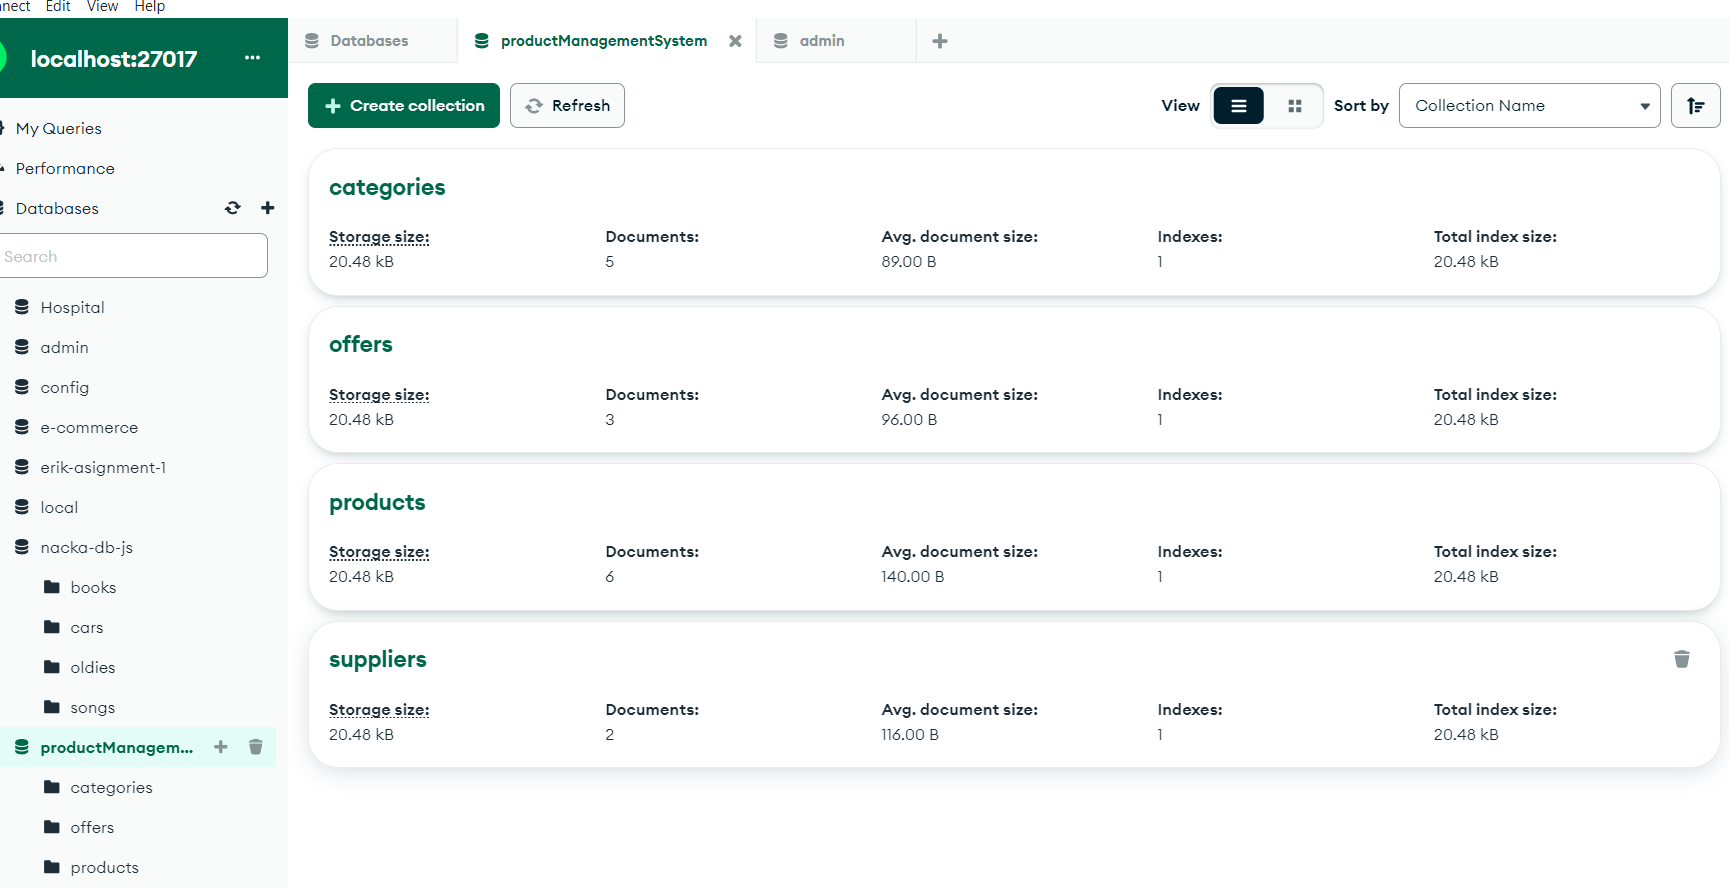 nnect Edit View Help
localhost:27017 ...
Databases
productManagementSystem
admin
Create collection
Refresh
View
Sort by
Collection Name
My Queries
Performance
Databases
Search
Hospital
admin
config
e-commerce
erik-asignment-1
local
nacka-db-js
books
cars
oldies
songs
productManagem...
categories
offers
products
categories
Storage size: Documents: Avg. document size: Indexes: Total index size:
20.48 kB 5 89.00 B 1 20.48 kB
offers
Storage size: Documents: Avg. document size: Indexes: Total index size:
20.48 kB 3 96.00 B 1 20.48 kB
products
Storage size: Documents: Avg. document size: Indexes: Total index size:
20.48 kB 6 140.00 B 1 20.48 kB
suppliers
Storage size: Documents: Avg. document size: Indexes: Total index size:
20.48 kB 2 116.00 B 1 20.48 kB